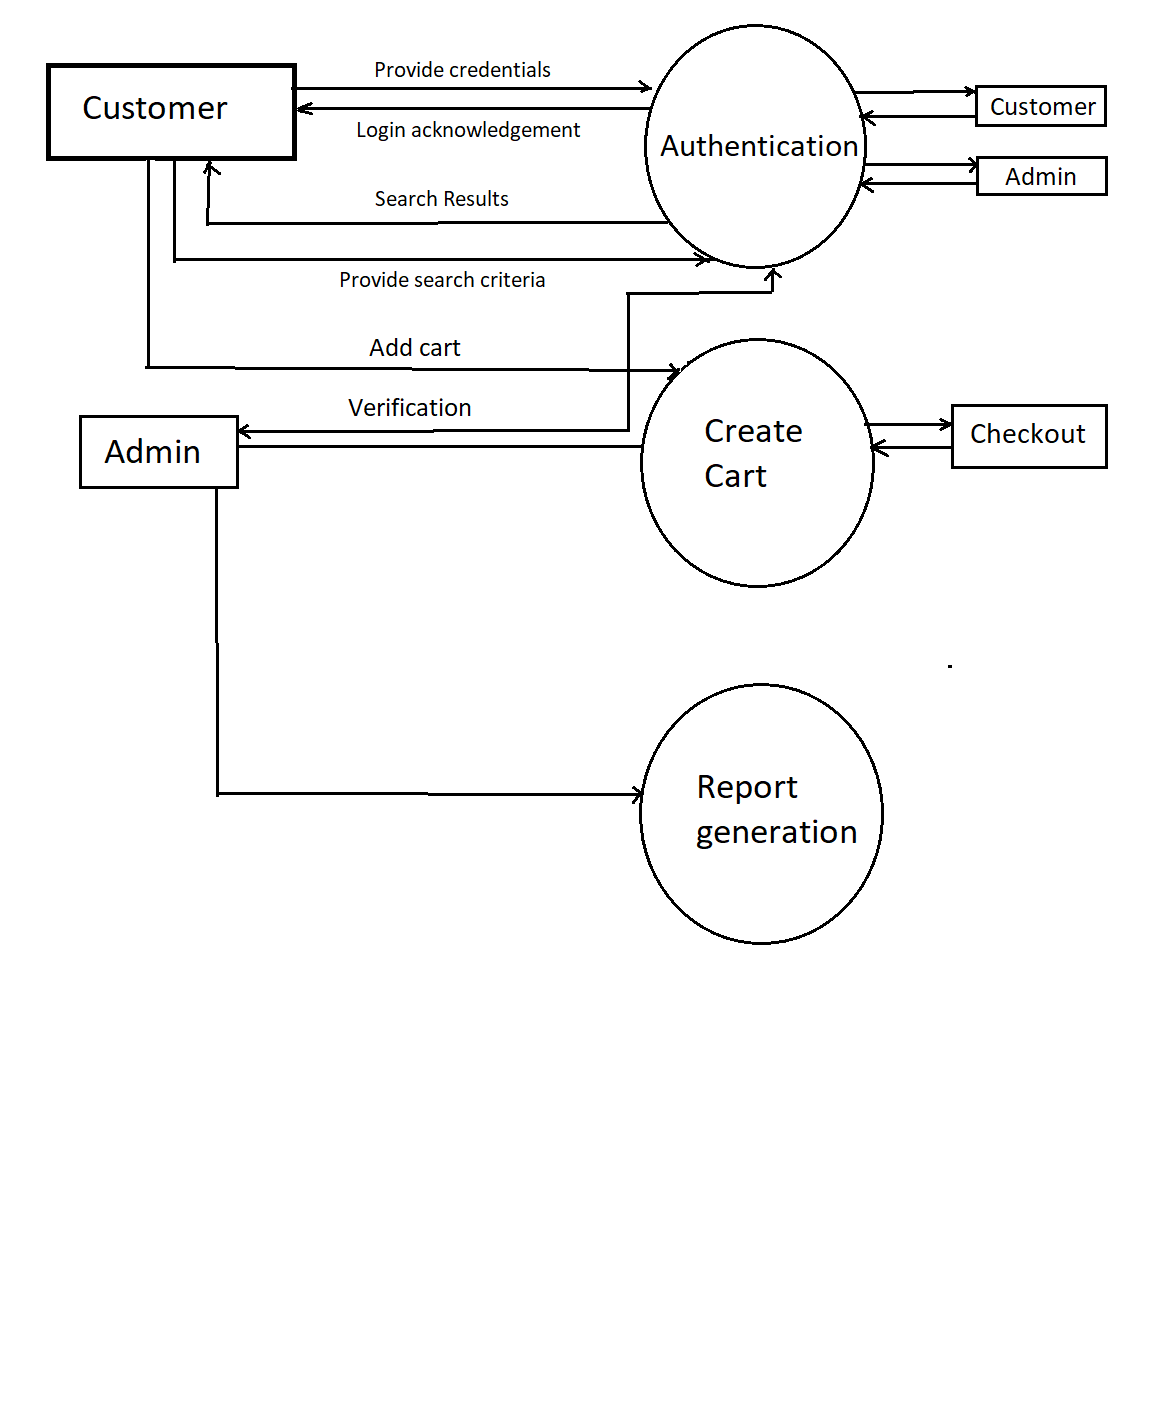 Provide credentials
Customer
Login acknowledgement
Authentication
Customer
Admin
Search Results
Provide search criteria
Add cart
Verification
Admin
Create
Cart
Checkout
Report
generation